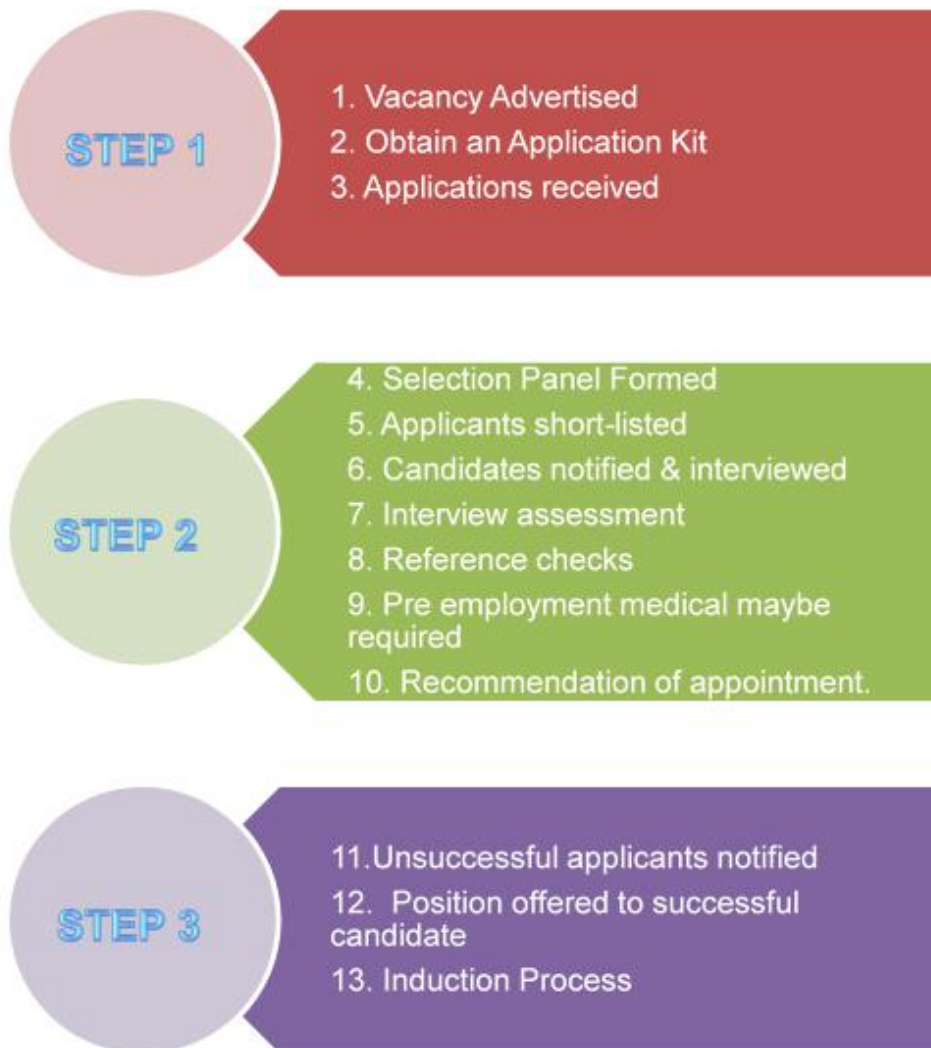 STEP 1
1. Vacancy Advertised
2. Obtain an Application Kit
3. Applications received
STEP 2
4. Selection Panel Formed
5. Applicants short-listed
6. Candidates notified & interviewed
7. Interview assessment
8. Reference checks
9. Pre employment medical maybe
required
10. Recommendation of appointment.
STEP 3
11.Unsuccessful applicants notified
12.  Position offered to successful
candidate
13. Induction Process